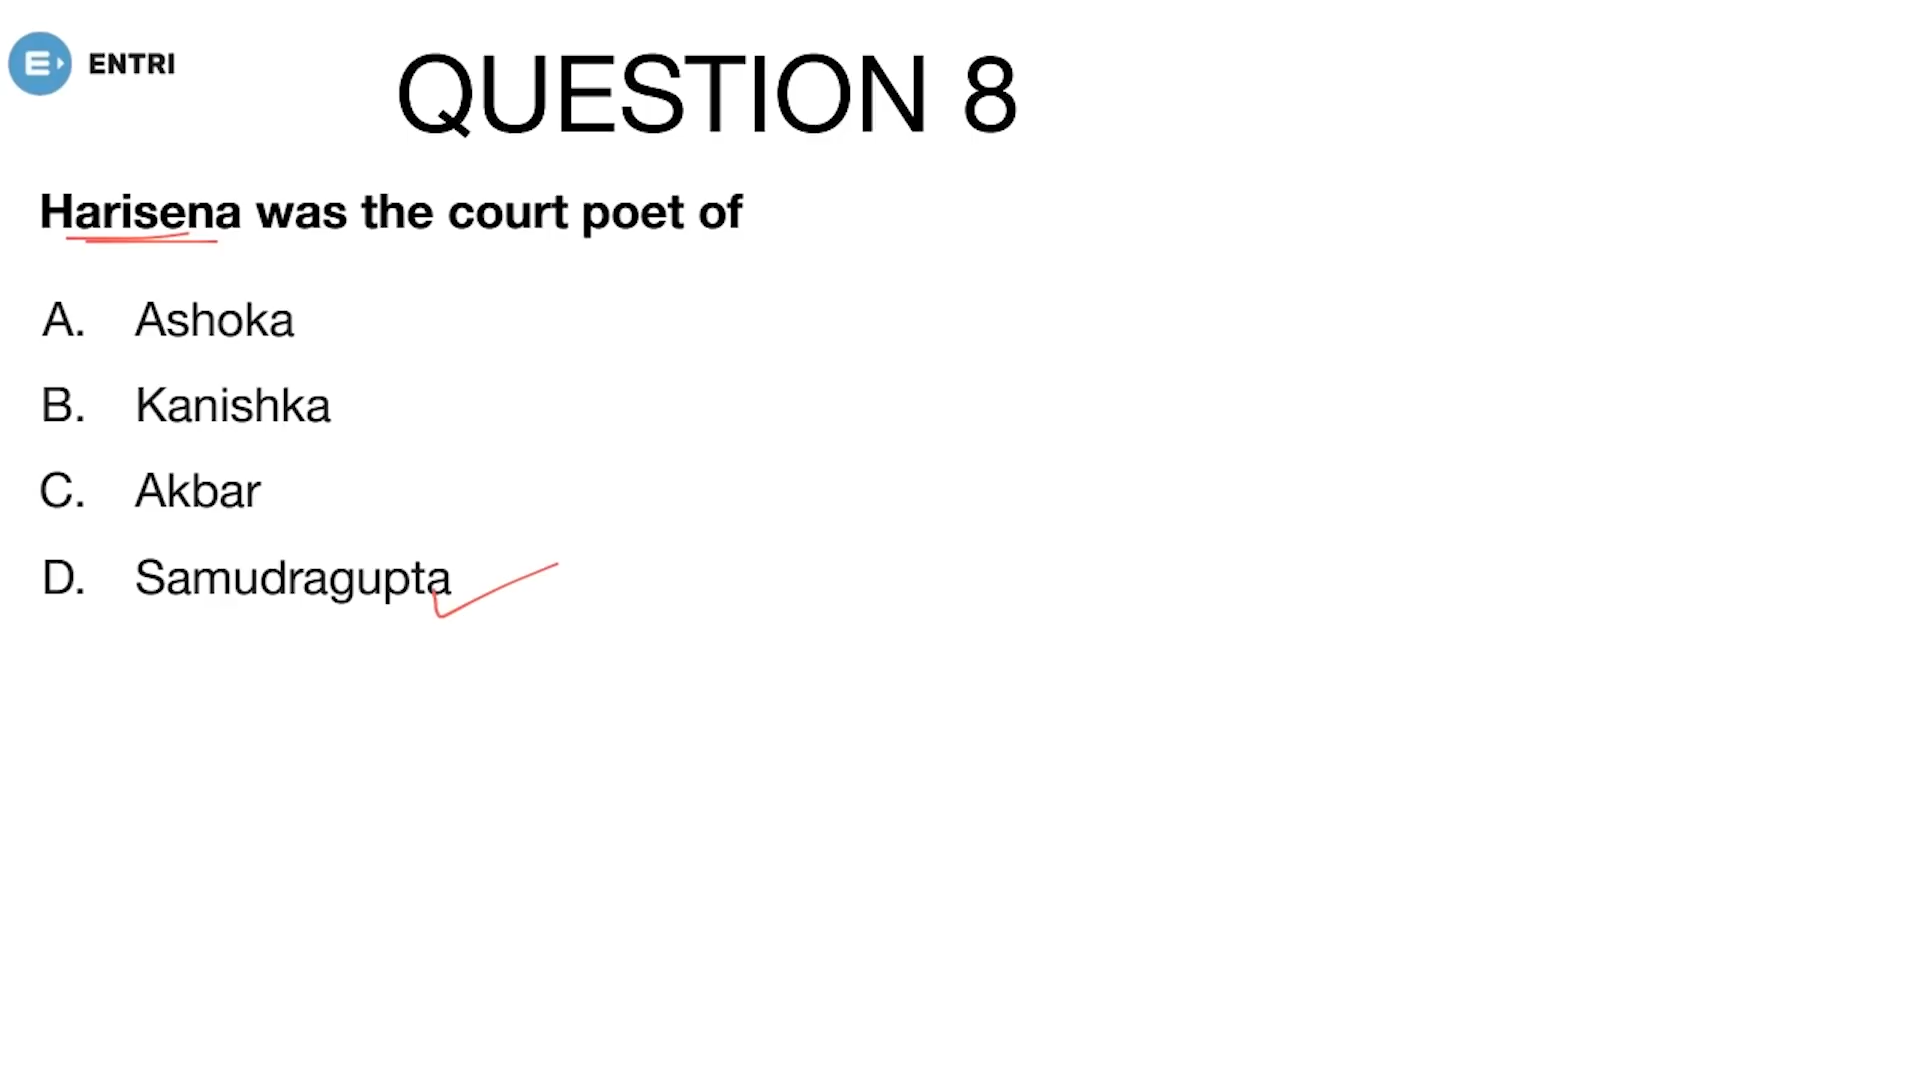 ENTRI
QUESTION 8
Harisena was the court poet of
A. Ashoka
B. Kanishka
C. Akbar
D. Samudragupta